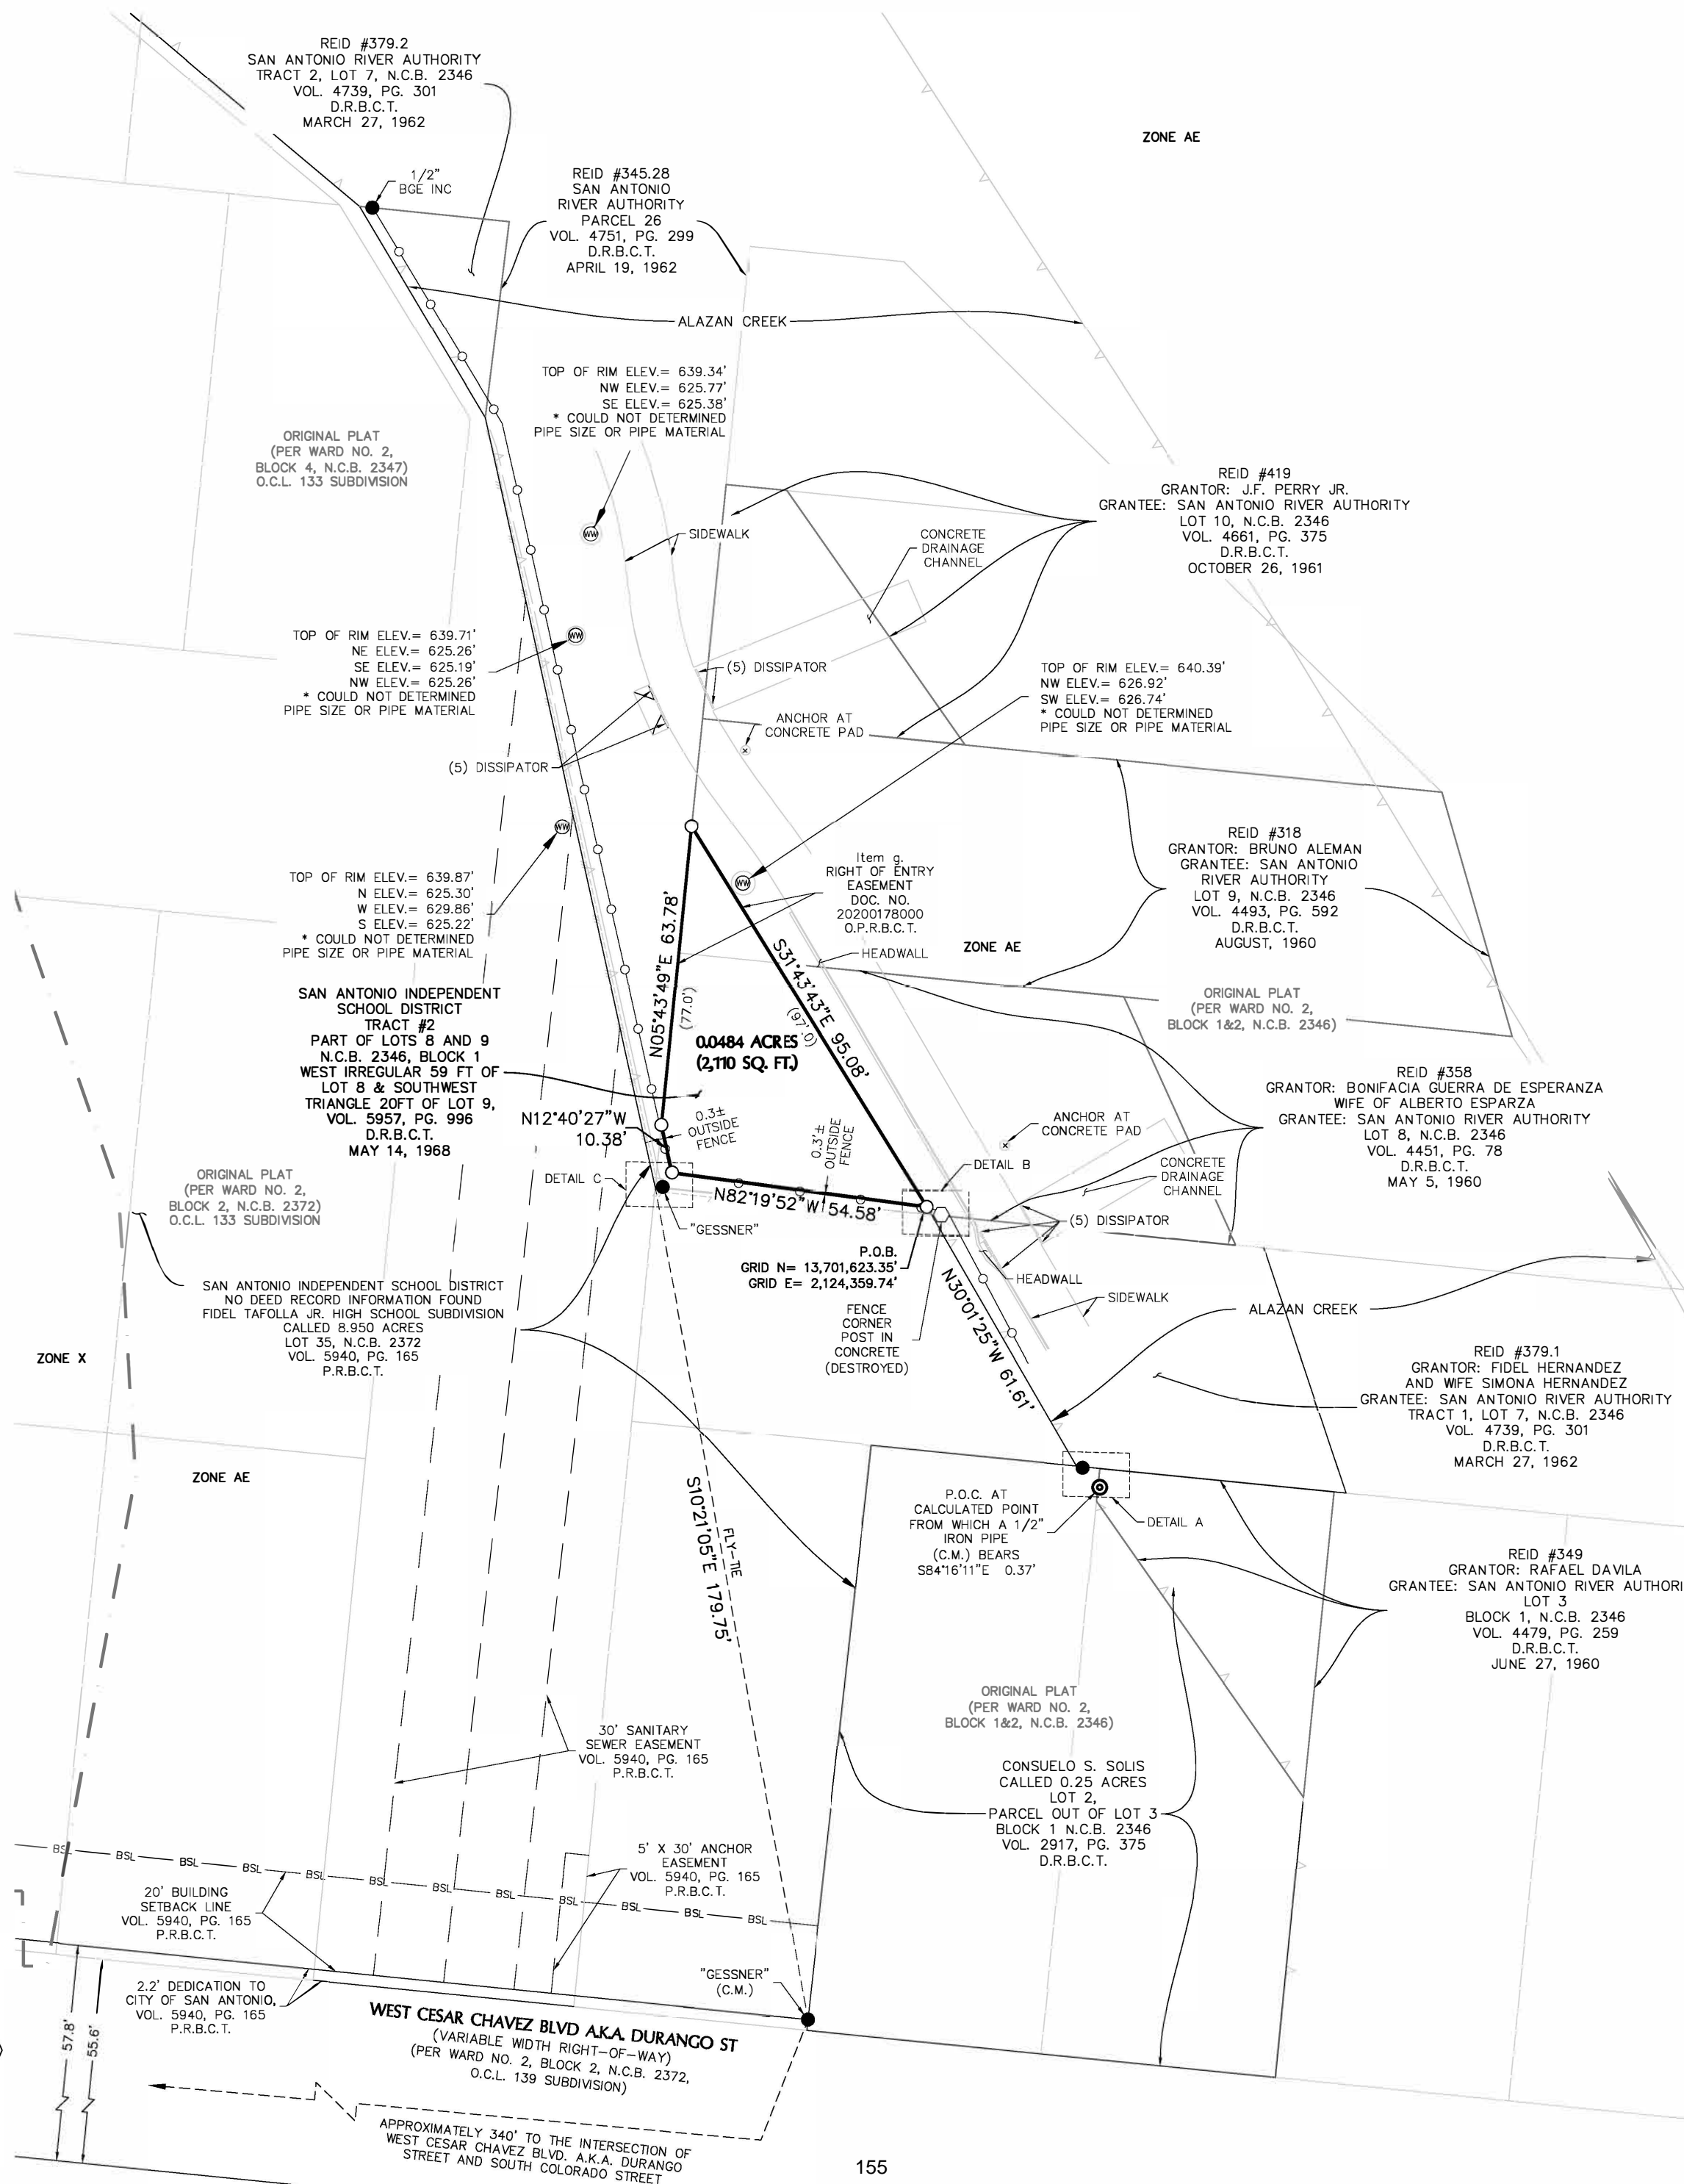 REID #379.2
SAN ANTONIO RIVER AUTHORITY
TRACT 2, LOT 7, N.C.B. 2346
VOL. 4739, PG. 301
D.R.B.C.T.
MARCH 27, 1962
ZONE AE
1/2"
BGE INC
REID #345.28
SAN ANTONIO
RIVER AUTHORITY
PARCEL 26
VOL. 4751, PG. 299
D.R.B.C.T.
APRIL 19, 1962
ALAZAN CREEK
TOP OF RIM ELEV.= 639.34'
NW ELEV.= 625.77'
SE ELEV.= 625.38'
* COULD NOT DETERMINED
PIPE SIZE OR PIPE MATERIAL
ORIGINAL PLAT
(PER WARD NO. 2,
BLOCK 4, N.C.B. 2347)
O.C.L. 133 SUBDIVISION
REID #419
GRANTOR: J.F. PERRY JR.
GRANTEE: SAN ANTONIO RIVER AUTHORITY
LOT 10, N.C.B. 2346
VOL. 4661, PG. 375
D.R.B.C.T.
OCTOBER 26, 1961
WW
SIDEWALK
CONCRETE
DRAINAGE
CHANNEL
TOP OF RIM ELEV.= 639.71'
NE ELEV.= 625.26'
SE ELEV.= 625.19'
NW ELEV.= 625.26'
* COULD NOT DETERMINED
PIPE SIZE OR PIPE MATERIAL
WW
(5) DISSIPATOR
TOP OF RIM ELEV.= 640.39'
NW ELEV.= 626.92'
SW ELEV.= 626.74'
* COULD NOT DETERMINED
PIPE SIZE OR PIPE MATERIAL
ANCHOR AT
CONCRETE PAD
(5) DISSIPATOR
WW
REID #318
GRANTOR: BRUNO ALEMAN
GRANTEE: SAN ANTONIO
RIVER AUTHORITY
LOT 9, N.C.B. 2346
VOL. 4493, PG. 592
D.R.B.C.T.
AUGUST, 1960
Item g.
RIGHT OF ENTRY
EASEMENT
DOC. NO.
20200178000
O.P.R.B.C.T.
WW
TOP OF RIM ELEV.= 639.87'
N ELEV.= 625.30'
W ELEV.= 629.86'
S ELEV.= 625.22'
* COULD NOT DETERMINED
PIPE SIZE OR PIPE MATERIAL
N05°43'49"E 63.78'
(77.0')
S31°43'43"E 95.08'
(97'.0)
HEADWALL
ZONE AE
SAN ANTONIO INDEPENDENT
SCHOOL DISTRICT
TRACT #2
PART OF LOTS 8 AND 9
N.C.B. 2346, BLOCK 1
WEST IRREGULAR 59 FT OF
LOT 8 & SOUTHWEST
TRIANGLE 20FT OF LOT 9,
VOL. 5957, PG. 996
D.R.B.C.T.
MAY 14, 1968
ORIGINAL PLAT
(PER WARD NO. 2,
BLOCK 1&2, N.C.B. 2346)
0.0484 ACRES
(2,110 SQ. FT.)
REID #358
GRANTOR: BONIFACIA GUERRA DE ESPERANZA
WIFE OF ALBERTO ESPARZA
GRANTEE: SAN ANTONIO RIVER AUTHORITY
LOT 8, N.C.B. 2346
VOL. 4451, PG. 78
D.R.B.C.T.
MAY 5, 1960
N12°40'27"W
10.38'
0.3±
OUTSIDE
FENCE
0.3'±
OUTSIDE
FENCE
ANCHOR AT
CONCRETE PAD
DETAIL B
CONCRETE
DRAINAGE
CHANNEL
ORIGINAL PLAT
(PER WARD NO. 2,
BLOCK 2, N.C.B. 2372)
O.C.L. 133 SUBDIVISION
DETAIL C
N82°19'52"W 54.58'
(5) DISSIPATOR
"GESSNER"
P.O.B.
GRID N= 13,701,623.35'
GRID E= 2,124,359.74'
HEADWALL
SIDEWALK
SAN ANTONIO INDEPENDENT SCHOOL DISTRICT
NO DEED RECORD INFORMATION FOUND
FIDEL TAFOLLA JR. HIGH SCHOOL SUBDIVISION
CALLED 8.950 ACRES
LOT 35, N.C.B. 2372
VOL. 5940, PG. 165
P.R.B.C.T.
FENCE
CORNER
POST IN
CONCRETE
(DESTROYED)
N30°01'25"W 61.61'
ALAZAN CREEK
ZONE X
REID #379.1
GRANTOR: FIDEL HERNANDEZ
AND WIFE SIMONA HERNANDEZ
GRANTEE: SAN ANTONIO RIVER AUTHORITY
TRACT 1, LOT 7, N.C.B. 2346
VOL. 4739, PG. 301
D.R.B.C.T.
MARCH 27, 1962
ZONE AE
P.O.C. AT
CALCULATED POINT
FROM WHICH A 1/2"
IRON PIPE
(C.M.) BEARS
S84°16'11"E 0.37'
DETAIL A
FLY-TIE
S10°21'05"E 179.75'
REID #349
GRANTOR: RAFAEL DAVILA
GRANTEE: SAN ANTONIO RIVER AUTHORI
LOT 3
BLOCK 1, N.C.B. 2346
VOL. 4479, PG. 259
D.R.B.C.T.
JUNE 27, 1960
ORIGINAL PLAT
(PER WARD NO. 2,
BLOCK 1&2, N.C.B. 2346)
30' SANITARY
SEWER EASEMENT
VOL. 5940, PG. 165
P.R.B.C.T.
CONSUELO S. SOLIS
CALLED 0.25 ACRES
LOT 2,
PARCEL OUT OF LOT 3
BLOCK 1 N.C.B. 2346
VOL. 2917, PG. 375
D.R.B.C.T.
BSL BSL BSL BSL BSL BSL BSL BSL BSL BSL BSL BSL
5' X 30' ANCHOR
EASEMENT
VOL. 5940, PG. 165
P.R.B.C.T.
20' BUILDING
SETBACK LINE
VOL. 5940, PG. 165
P.R.B.C.T.
2.2' DEDICATION TO
CITY OF SAN ANTONIO,
VOL. 5940, PG. 165
P.R.B.C.T.
"GESSNER"
(C.M.)
57.8'
55.6'
WEST CESAR CHAVEZ BLVD A.K.A. DURANGO ST
(VARIABLE WIDTH RIGHT-OF-WAY)
(PER WARD NO. 2, BLOCK 2, N.C.B. 2372,
O.C.L. 139 SUBDIVISION)
APPROXIMATELY 340' TO THE INTERSECTION OF
WEST CESAR CHAVEZ BLVD. A.K.A. DURANGO
STREET AND SOUTH COLORADO STREET
155